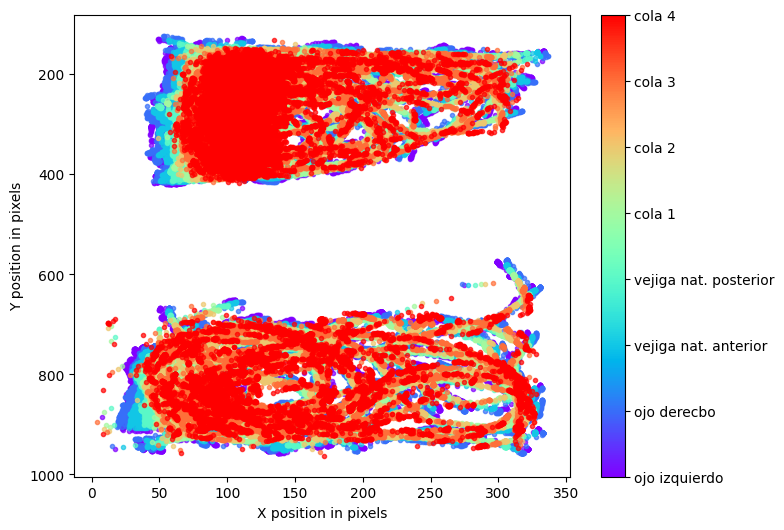 200
400
600
800
1000
Y position in pixels
0 50 100 150 200 250 300 350
X position in pixels
cola 4
cola 3
cola 2
cola 1
vejiga nat. posterior
vejiga nat. anterior
ojo derecbo
ojo izquierdo